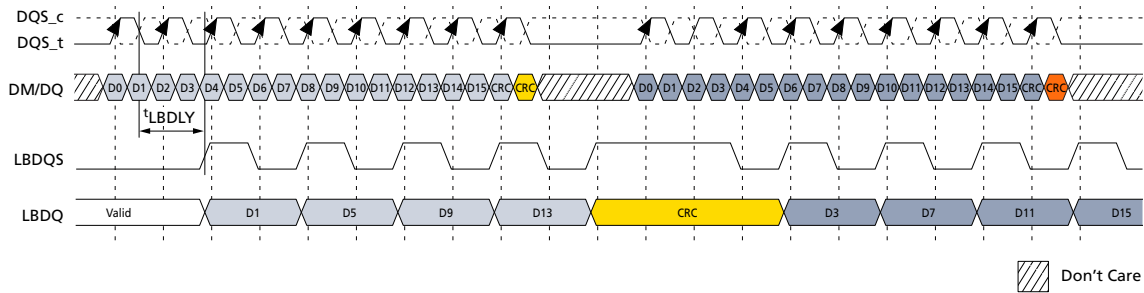 DQS_c
DQS_t
DM/DQ D0 D1 D2 D3 D4 D5 D6 D7 D8 D9 D10 D11 D12 D13 D14 D15 CRC CRC D0 D1 D2 D3 D4 D5 D6 D7 D8 D9 D10 D11 D12 D13 D14 D15 CRC CRC
tLBDLY
LBDQS
LBDQ Valid D1 D5 D9 D13 CRC D3 D7 D11 D15
Don't Care